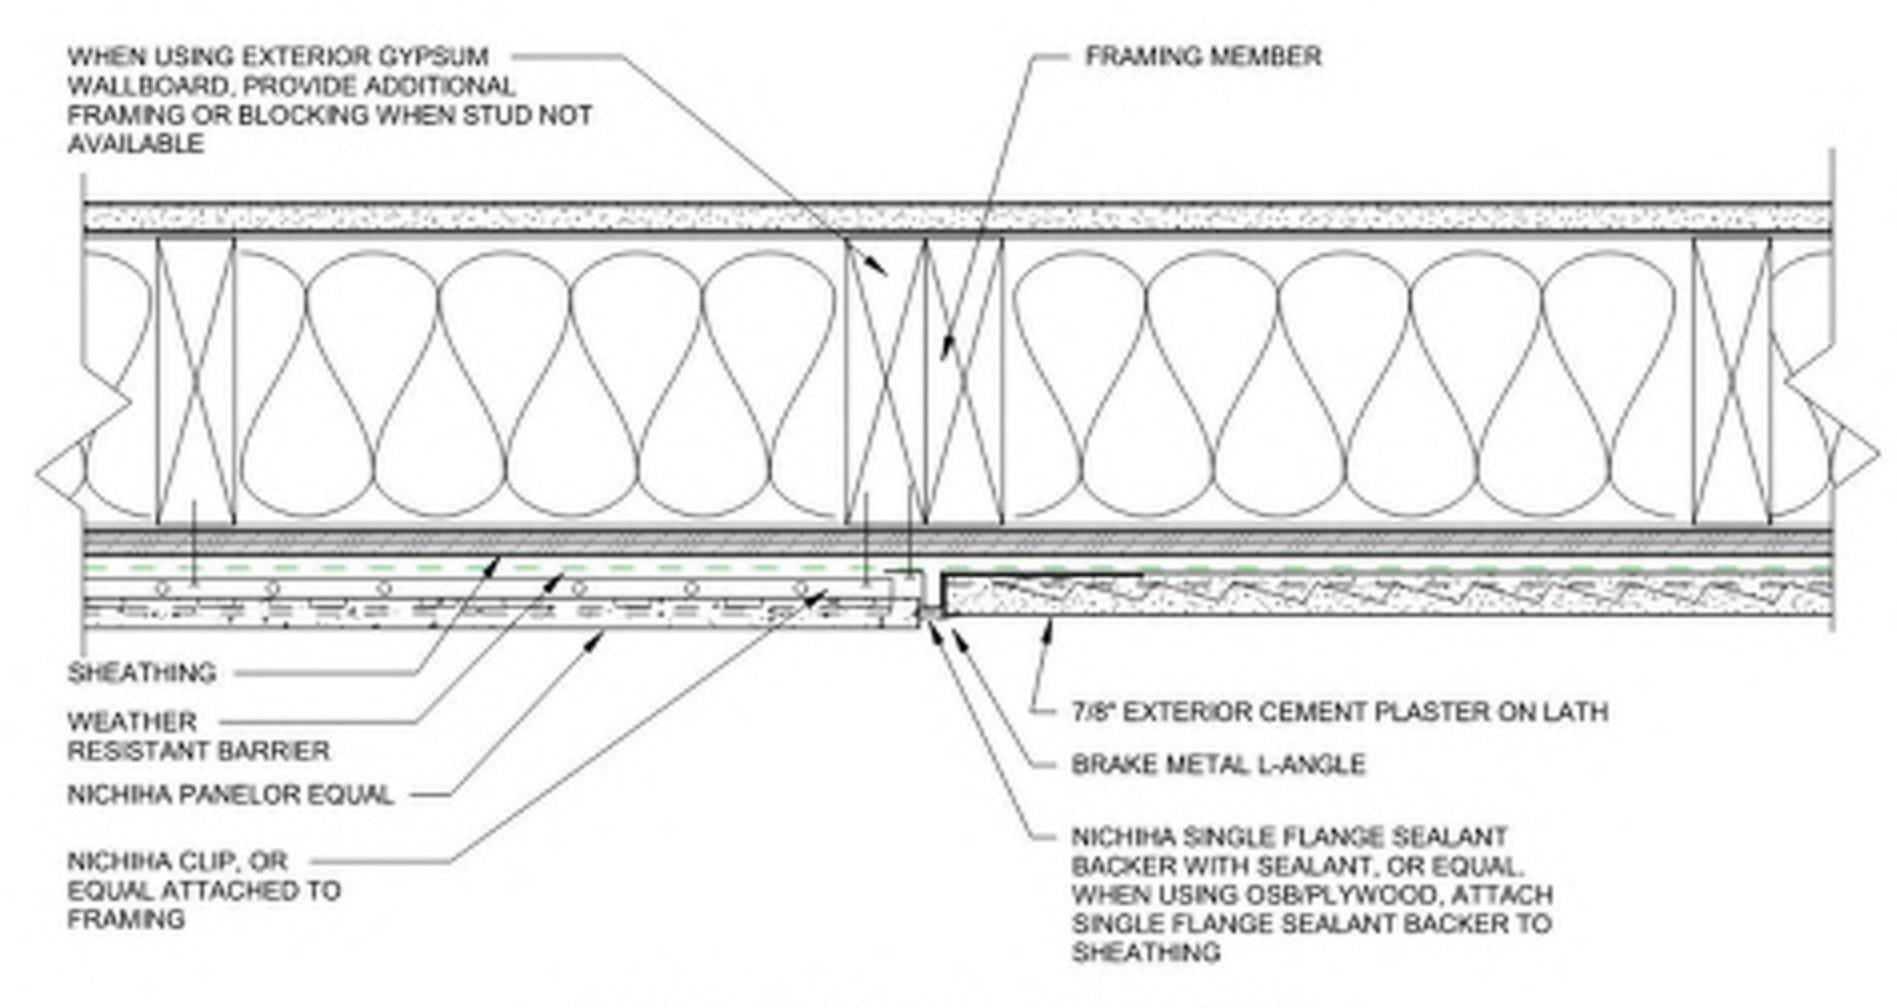 WHEN USING EXTERIOR GYPSUM
WALLBOARD, PROVIDE ADDITIONAL
FRAMING OR BLOCKING WHEN STUD NOT
AVAILABLE
FRAMING MEMBER
SHEATHING
WEATHER
RESISTANT BARRIER
NICHIHA PANELOR EQUAL
NICHIHA CLIP, OR
EQUAL ATTACHED TO
FRAMING
7/8" EXTERIOR CEMENT PLASTER ON LATH
BRAKE METAL L-ANGLE
NICHIHA SINGLE FLANGE SEALANT
BACKER WITH SEALANT, OR EQUAL.
WHEN USING OSB/PLYWOOD, ATTACH
SINGLE FLANGE SEALANT BACKER TO
SHEATHING